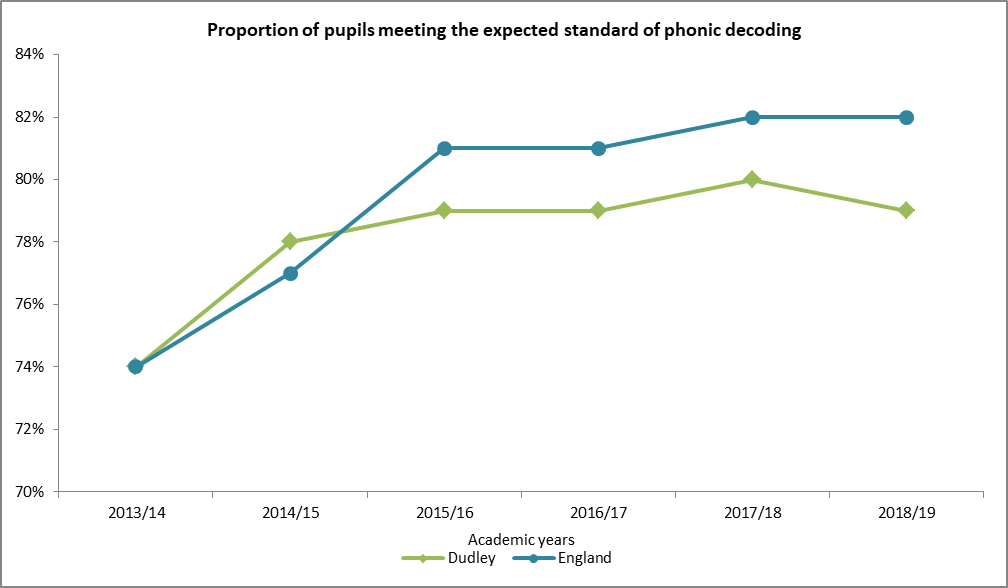 Proportion of pupils meeting the expected standard of phonic decoding
84%
82%
80%
78%
76%
74%
72%
70%
2013/14 2014/15 2015/16 2016/17 2017/18 2018/19
Academic years
Dudley England